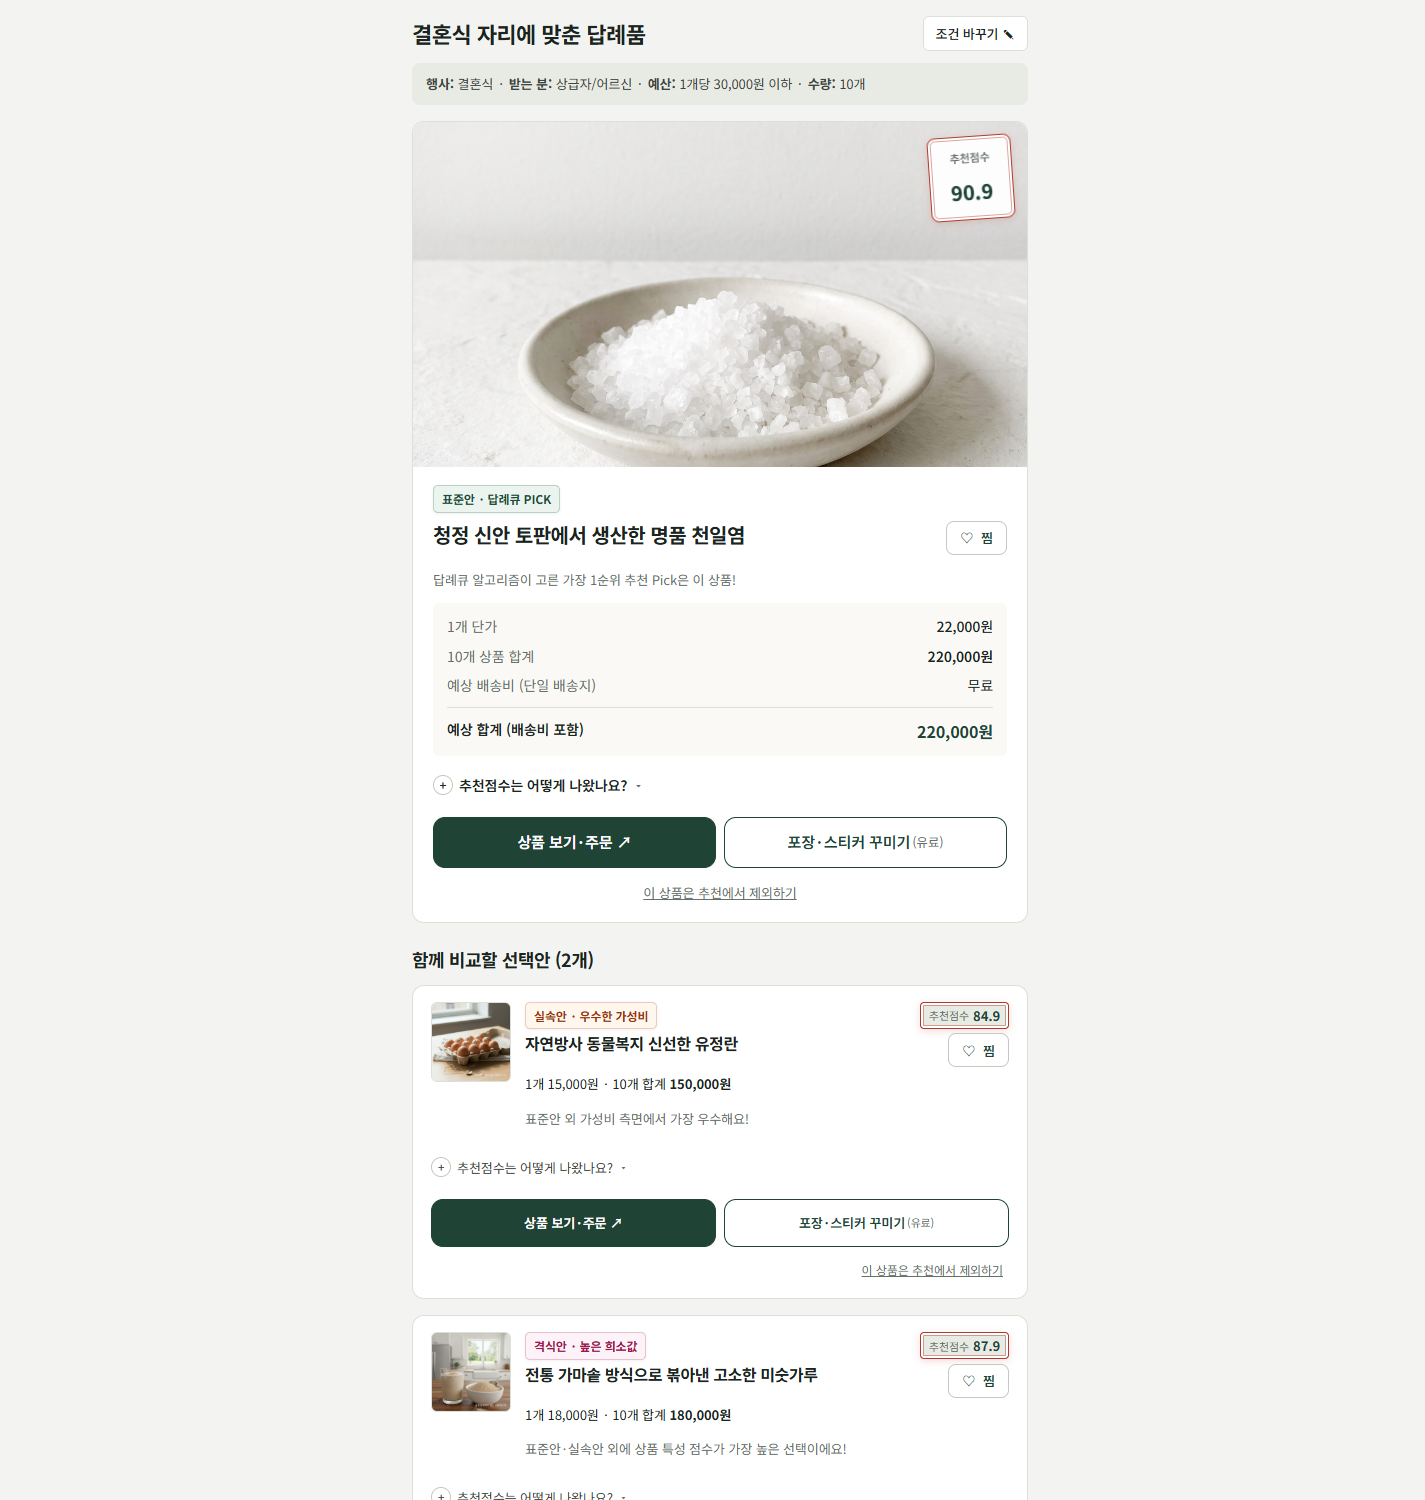 결혼식 자리에 맞춘 답례품
조건 바꾸기
행사: 결혼식 · 받는 분: 상급자/어르신 · 예산: 1개당 30,000원 이하 · 수량: 10개
추천점수
90.9
표준안 · 답례큐 PICK
청정 신안 토판에서 생산한 명품 천일염
♡ 찜
답례큐 알고리즘이 고른 가장 1순위 추천 Pick은 이 상품!
1개 단가 22,000원
10개 상품 합계 220,000원
예상 배송비 (단일 배송지) 무료
예상 합계 (배송비 포함) 220,000원
+ 추천점수는 어떻게 나왔나요?
상품 보기·주문 ↗
포장·스티커 꾸미기 (유료)
이 상품은 추천에서 제외하기
함께 비교할 선택안 (2개)
실속안 · 우수한 가성비
추천점수 84.9
자연방사 동물복지 신선한 유정란
♡ 찜
1개 15,000원 · 10개 합계 150,000원
표준안 외 가성비 측면에서 가장 우수해요!
+ 추천점수는 어떻게 나왔나요?
상품 보기·주문 ↗
포장·스티커 꾸미기 (유료)
이 상품은 추천에서 제외하기
격식안 · 높은 희소값
추천점수 87.9
전통 가마솥 방식으로 볶아낸 고소한 미숫가루
♡ 찜
1개 18,000원 · 10개 합계 180,000원
표준안·실속안 외에 상품 특성 점수가 가장 높은 선택이에요!
+ 추천점수는 어떻게 나왔나요?